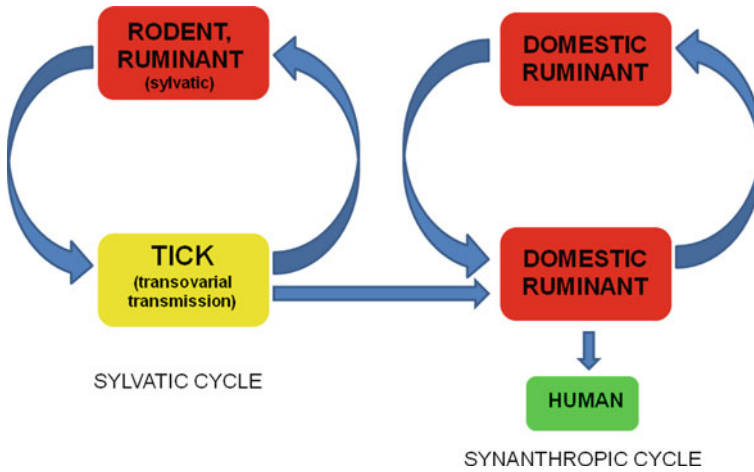 RODENT,
RUMINANT
(sylvatic)
DOMESTIC
RUMINANT
TICK
(transovarial
transmission)
DOMESTIC
RUMINANT
SYLVATIC CYCLE
HUMAN
SYNANTHROPIC CYCLE